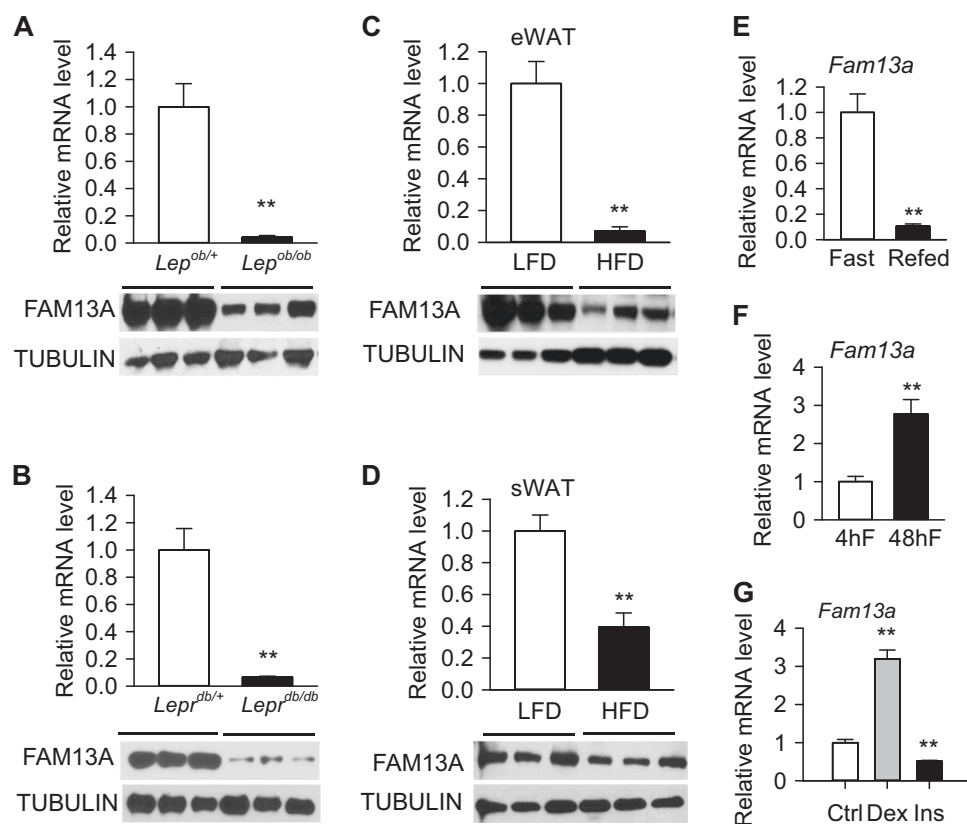 A
Relative mRNA level
1.4
1.2
1.0
0.8
0.6
0.4
0.2
0.0
**
Lep^ob/+ Lep^ob/ob
FAM13A
TUBULIN
B
Relative mRNA level
1.4
1.2
1.0
0.8
0.6
0.4
0.2
0.0
**
Lepr^db/+ Lepr^db/db
FAM13A
TUBULIN
C
eWAT
Relative mRNA level
1.2
1.0
0.8
0.6
0.4
0.2
0.0
**
LFD HFD
FAM13A
TUBULIN
D
sWAT
Relative mRNA level
1.2
1.0
0.8
0.6
0.4
0.2
0.0
**
LFD HFD
FAM13A
TUBULIN
E
Fam13a
Relative mRNA level
1.2
1.0
0.8
0.6
0.4
0.2
0.0
**
Fast Refed
F
Fam13a
Relative mRNA level
4
3
2
1
0
**
4hF 48hF
G
Fam13a
Relative mRNA level
4
3
2
1
0
**
**
Ctrl Dex Ins